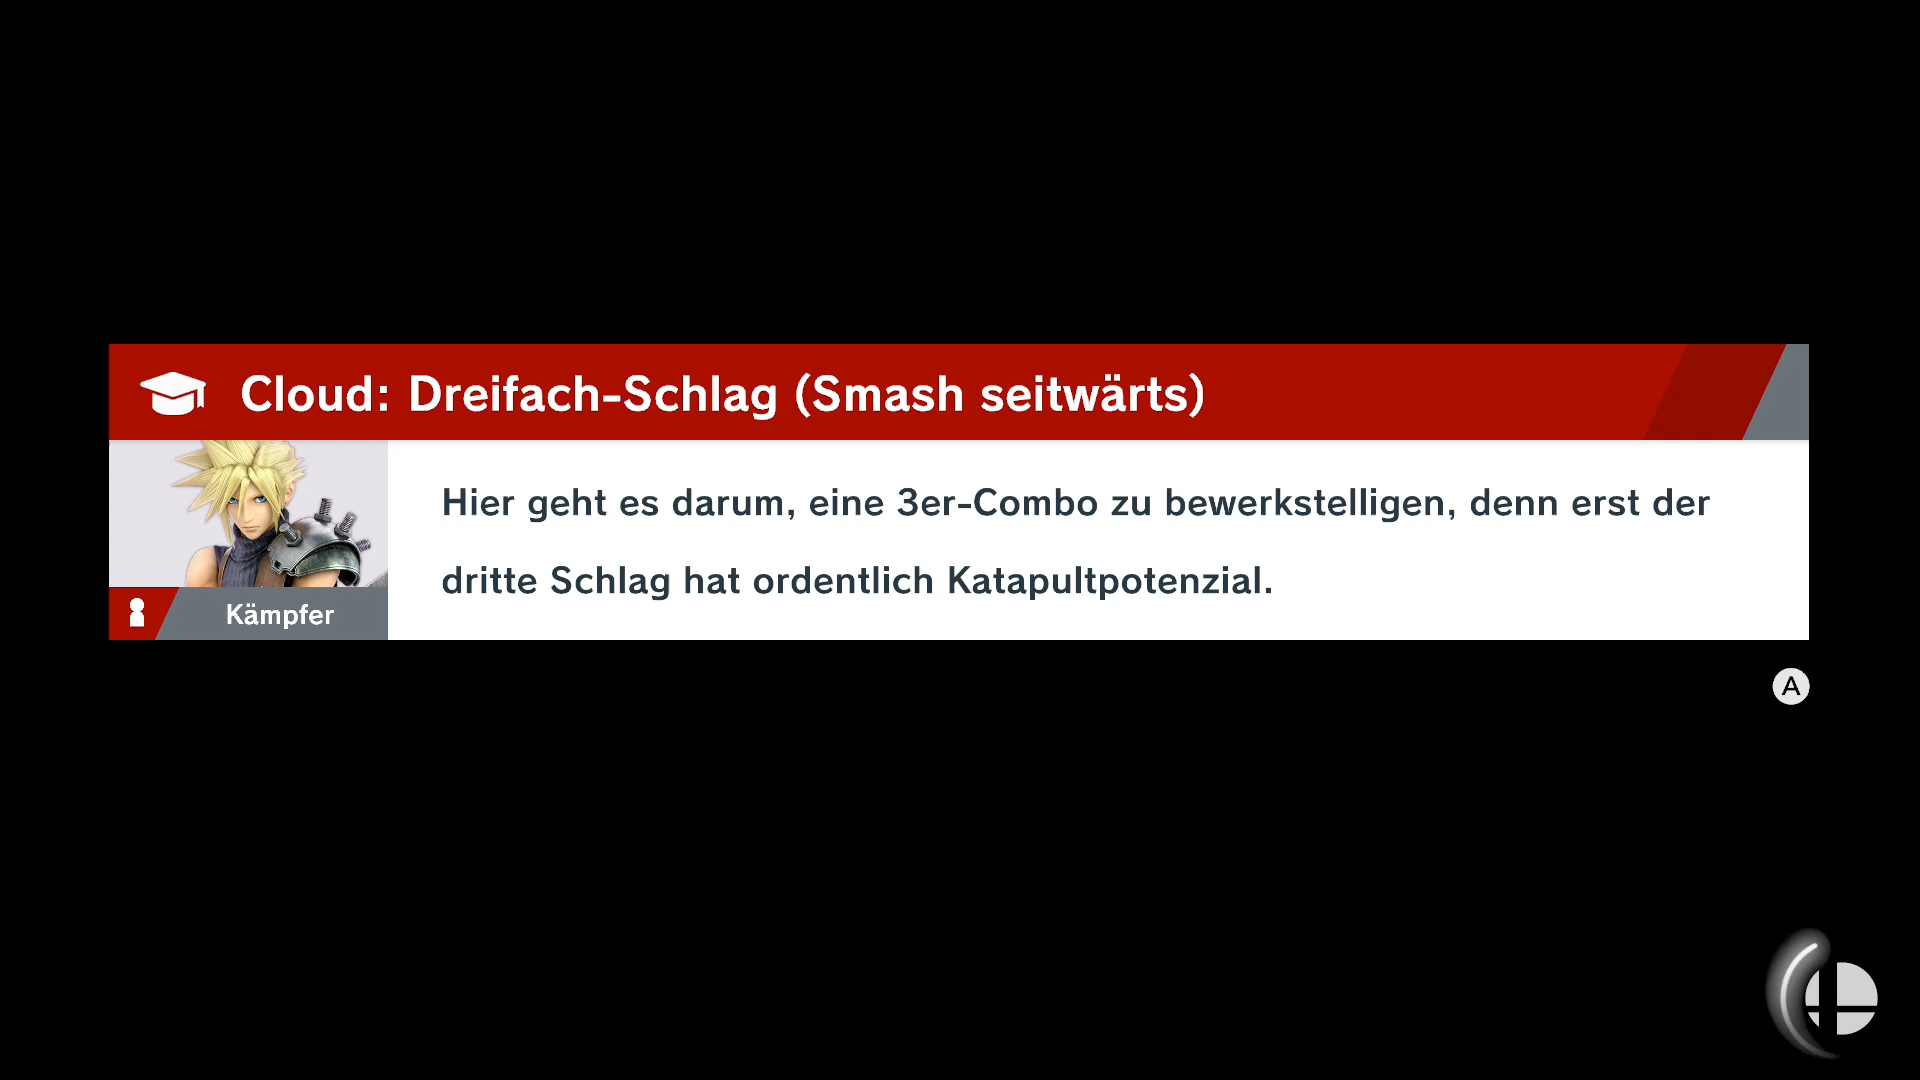 Cloud: Dreifach-Schlag (Smash seitwärts)
Hier geht es darum, eine 3er-Combo zu bewerkstelligen, denn erst der
dritte Schlag hat ordentlich Katapultpotenzial.
Kämpfer
A